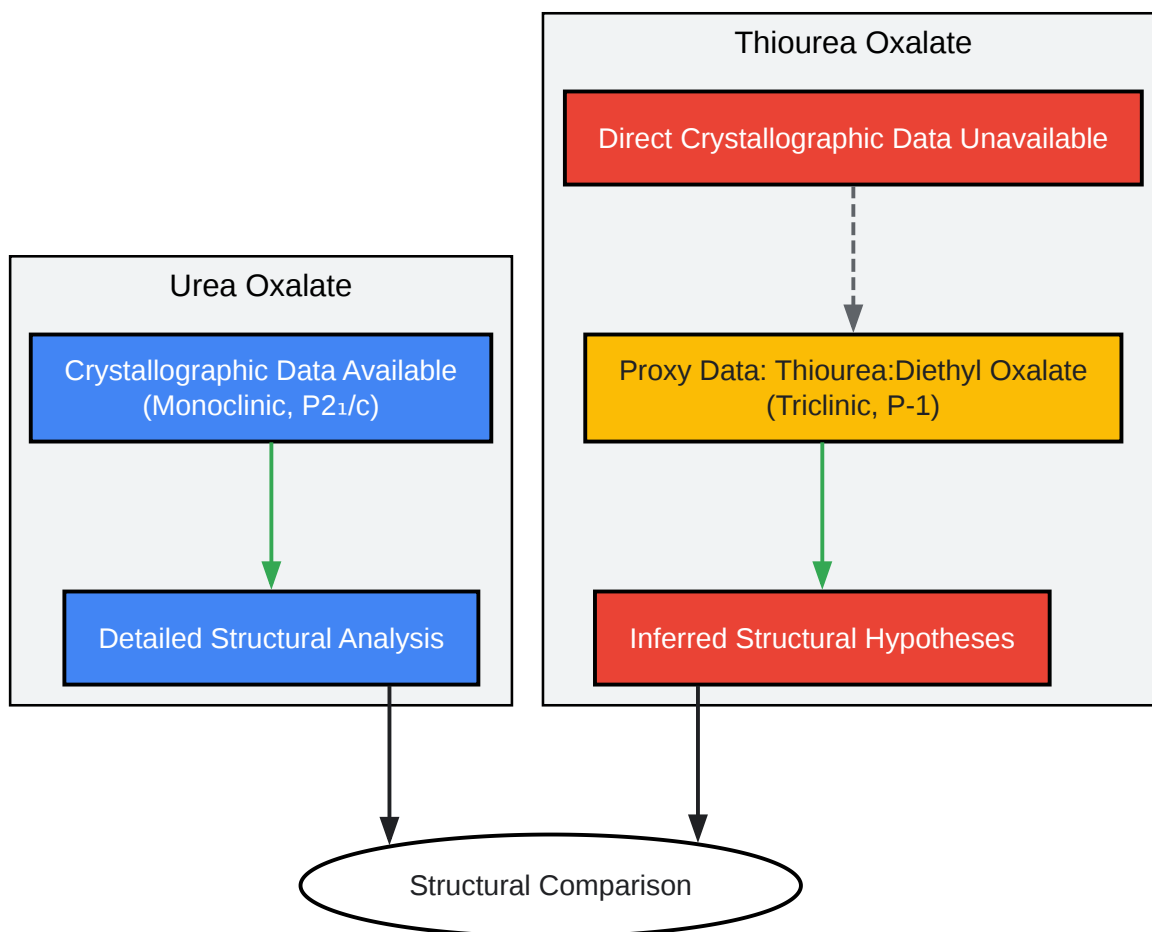 Thiourea Oxalate
Direct Crystallographic Data Unavailable
Urea Oxalate
Crystallographic Data Available
(Monoclinic, P2₁/c)
Proxy Data: Thiourea:Diethyl Oxalate
(Triclinic, P-1)
Detailed Structural Analysis
Inferred Structural Hypotheses
Structural Comparison